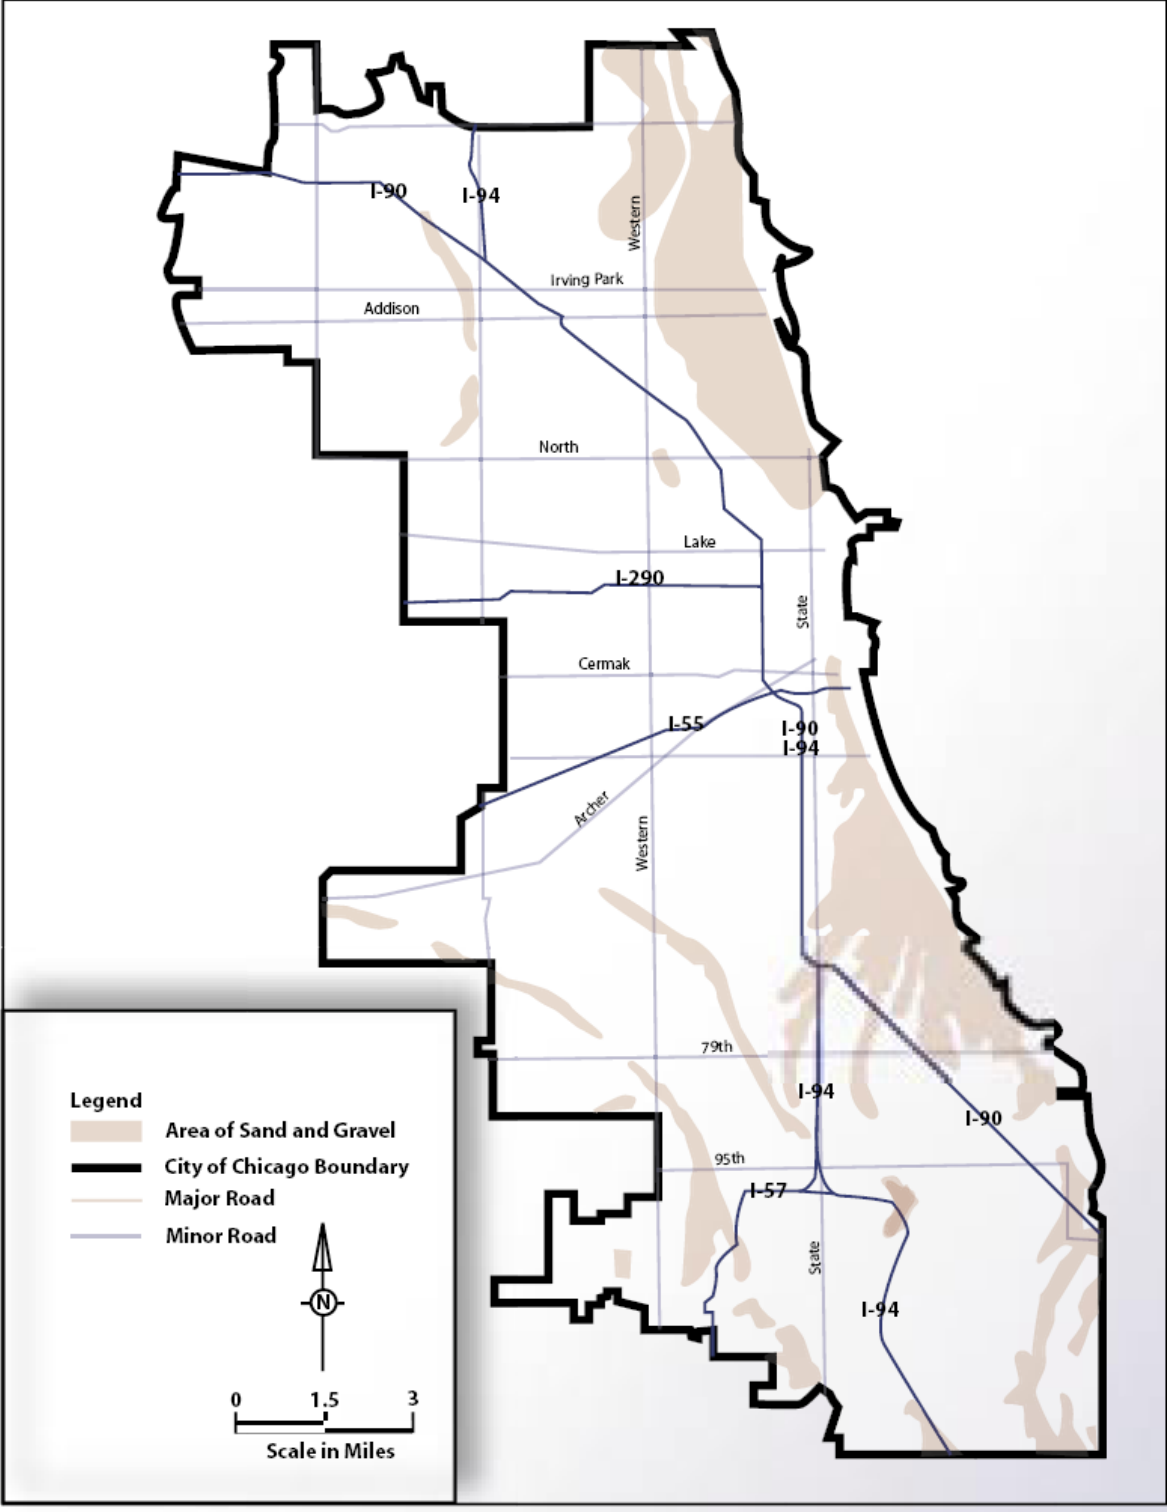 I-90
I-94
Western
Irving Park
Addison
North
Lake
I-290
State
Cermak
I-55
I-90
I-94
Archer
Western
79th
I-94
I-90
95th
I-57
State
I-94
Legend
Area of Sand and Gravel
City of Chicago Boundary
Major Road
Minor Road
N
0 1.5 3
Scale in Miles